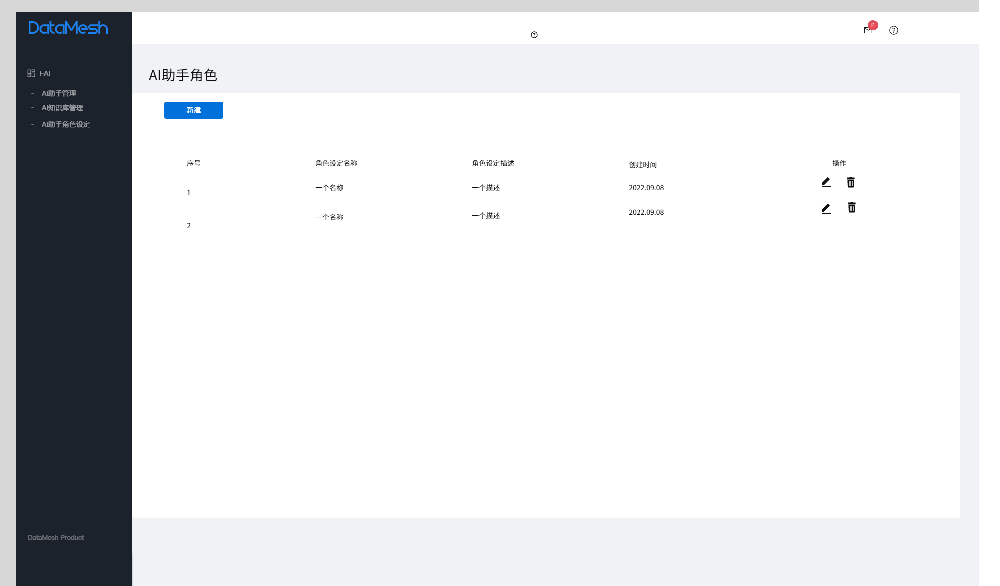 DataMesh
2
FAI
- AI助手管理
- AI知识库管理
- AI助手角色设定
AI助手角色
新建
序号 角色设定名称 角色设定描述 创建时间 操作
1 一个名称 一个描述 2022.09.08
2 一个名称 一个描述 2022.09.08
DataMesh Product